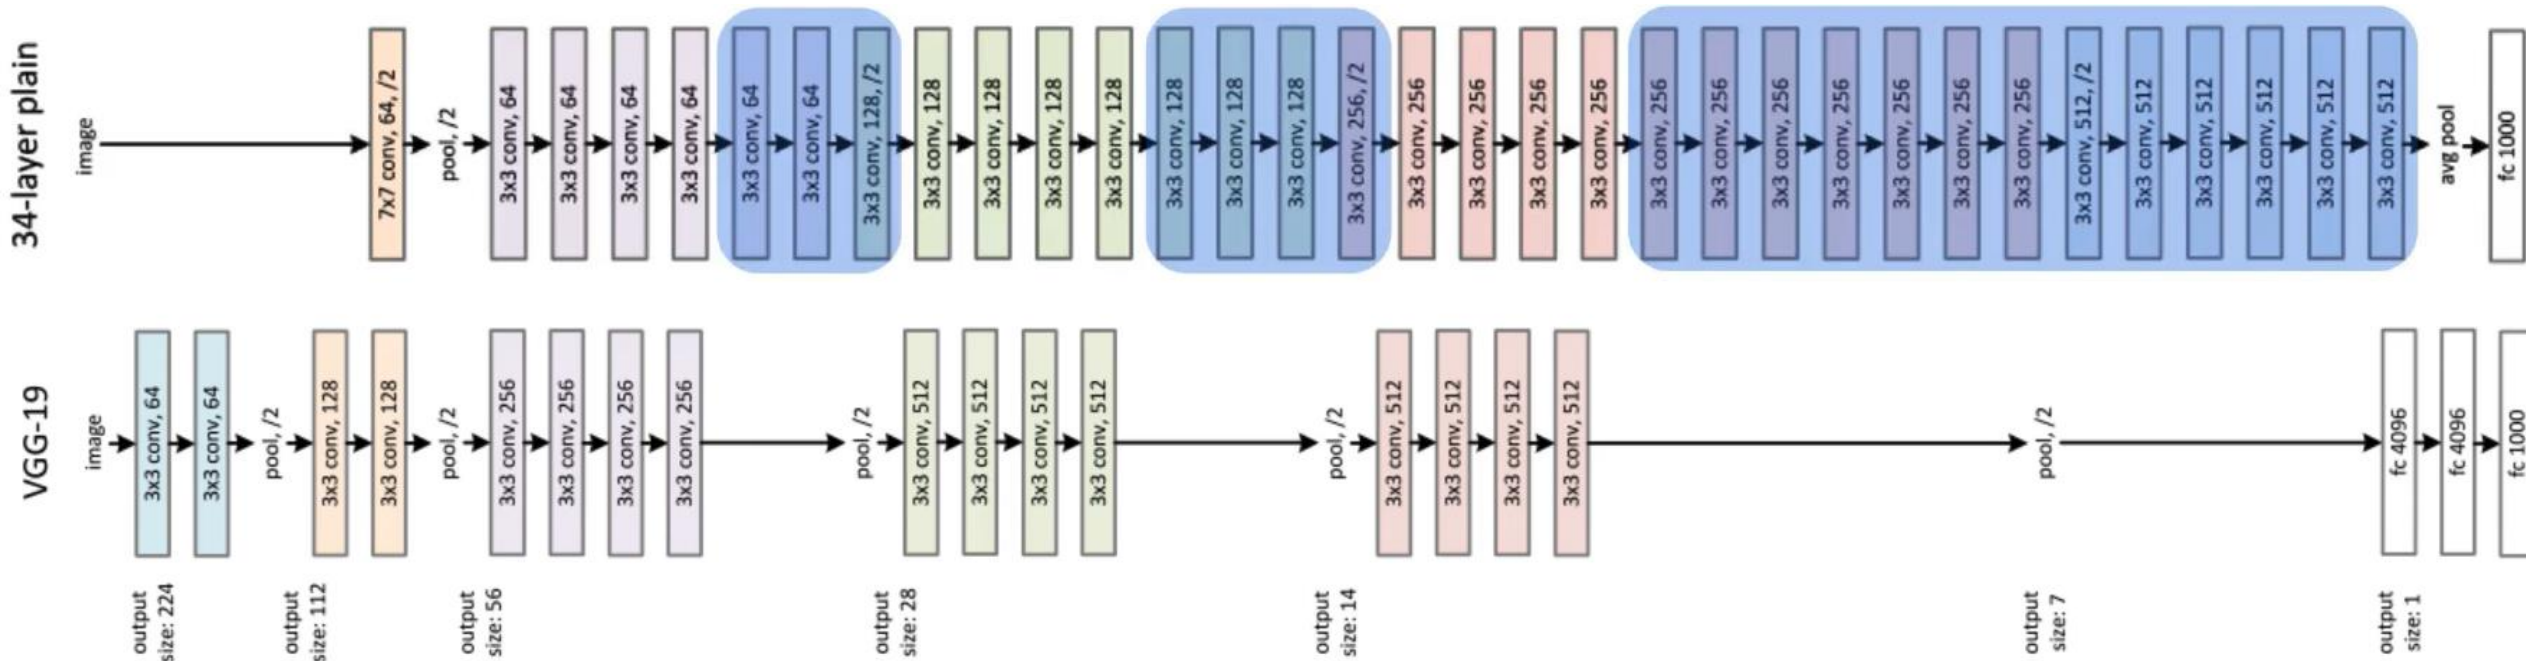 34-layer plain
image
7x7 conv, 64, /2
pool, /2
3x3 conv, 64
3x3 conv, 64
3x3 conv, 64
3x3 conv, 64
3x3 conv, 64
3x3 conv, 64
3x3 conv, 128, /2
3x3 conv, 128
3x3 conv, 128
3x3 conv, 128
3x3 conv, 128
3x3 conv, 128
3x3 conv, 128
3x3 conv, 128
3x3 conv, 256, /2
3x3 conv, 256
3x3 conv, 256
3x3 conv, 256
3x3 conv, 256
3x3 conv, 256
3x3 conv, 256
3x3 conv, 256
3x3 conv, 256
3x3 conv, 256
3x3 conv, 256
3x3 conv, 256
3x3 conv, 512, /2
3x3 conv, 512
3x3 conv, 512
3x3 conv, 512
3x3 conv, 512
3x3 conv, 512
avg pool
fc 1000
VGG-19
image
3x3 conv, 64
3x3 conv, 64
pool, /2
3x3 conv, 128
3x3 conv, 128
pool, /2
3x3 conv, 256
3x3 conv, 256
3x3 conv, 256
3x3 conv, 256
pool, /2
3x3 conv, 512
3x3 conv, 512
3x3 conv, 512
3x3 conv, 512
pool, /2
3x3 conv, 512
3x3 conv, 512
3x3 conv, 512
3x3 conv, 512
pool, /2
fc 4096
fc 4096
fc 1000
output
size: 224
output
size: 112
output
size: 56
output
size: 28
output
size: 14
output
size: 7
output
size: 1